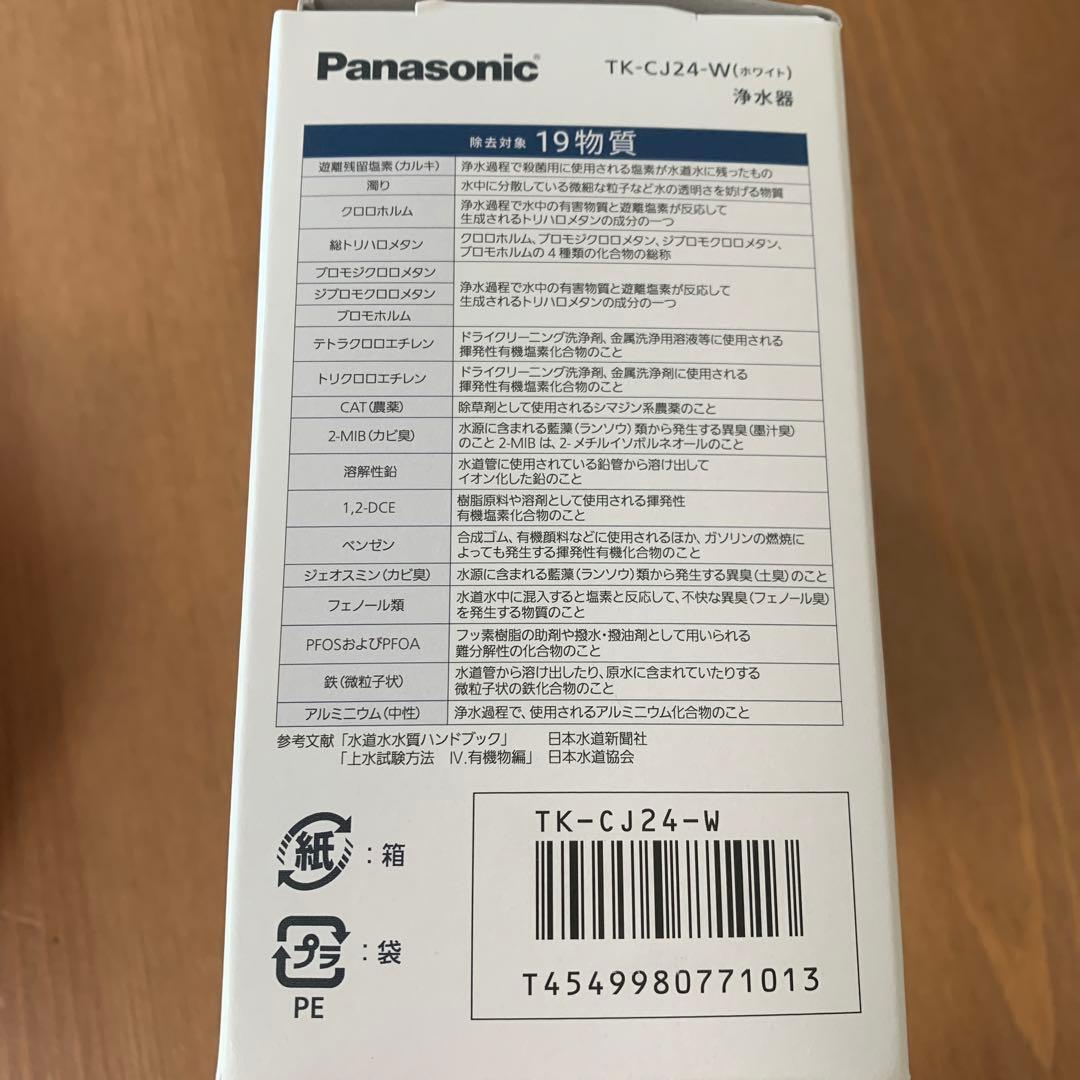 Panasonic
TK-CJ24-W(ホワイト)
浄水器
除去対象 19物質
遊離残留塩素(カルキ) 浄水過程で殺菌用に使用される塩素が水道水に残ったもの
濁り 水中に分散している微細な粒子など水の透明さを妨げる物質
クロロホルム 浄水過程で水中の有害物質と遊離塩素が反応して
生成されるトリハロメタンの成分の一つ
総トリハロメタン クロロホルム、ブロモジクロロメタン、ジブロモクロロメタン、
ブロモホルムの4種類の化合物の総称
ブロモジクロロメタン
ジブロモクロロメタン 浄水過程で水中の有害物質と遊離塩素が反応して
生成されるトリハロメタンの成分の一つ
ブロモホルム
テトラクロロエチレン ドライクリーニング洗浄剤、金属洗浄用溶液等に使用される
揮発性有機塩素化合物のこと
トリクロロエチレン ドライクリーニング洗浄剤、金属洗浄剤に使用される
揮発性有機塩素化合物のこと
CAT(農薬) 除草剤として使用されるシマジン系農薬のこと
2-MIB(カビ臭) 水源に含まれる藍藻(ランソウ)類から発生する異臭(墨汁臭)
のこと 2-MIBは、2-メチルイソボルネオールのこと
溶解性鉛 水道管に使用されている鉛管から溶け出して
イオン化した鉛のこと
1,2-DCE 樹脂原料や溶剤として使用される揮発性
有機塩素化合物のこと
ベンゼン 合成ゴム、有機顔料などに使用されるほか、ガソリンの燃焼に
よっても発生する揮発性有機化合物のこと
ジェオスミン(カビ臭) 水源に含まれる藍藻(ランソウ)類から発生する異臭(土臭)のこと
フェノール類 水道水中に混入すると塩素と反応して、不快な異臭(フェノール臭)
を発生する物質のこと
PFOSおよびPFOA フッ素樹脂の助剤や撥水・撥油剤として用いられる
難分解性の化合物のこと
鉄(微粒子状) 水道管から溶け出したり、原水に含まれていたりする
微粒子状の鉄化合物のこと
アルミニウム(中性) 浄水過程で、使用されるアルミニウム化合物のこと
参考文献「水道水水質ハンドブック」 日本水道新聞社
「上水試験方法 Ⅳ.有機物編」 日本水道協会
紙:箱
プラ:袋
PE
TK-CJ24-W
T4549980771013